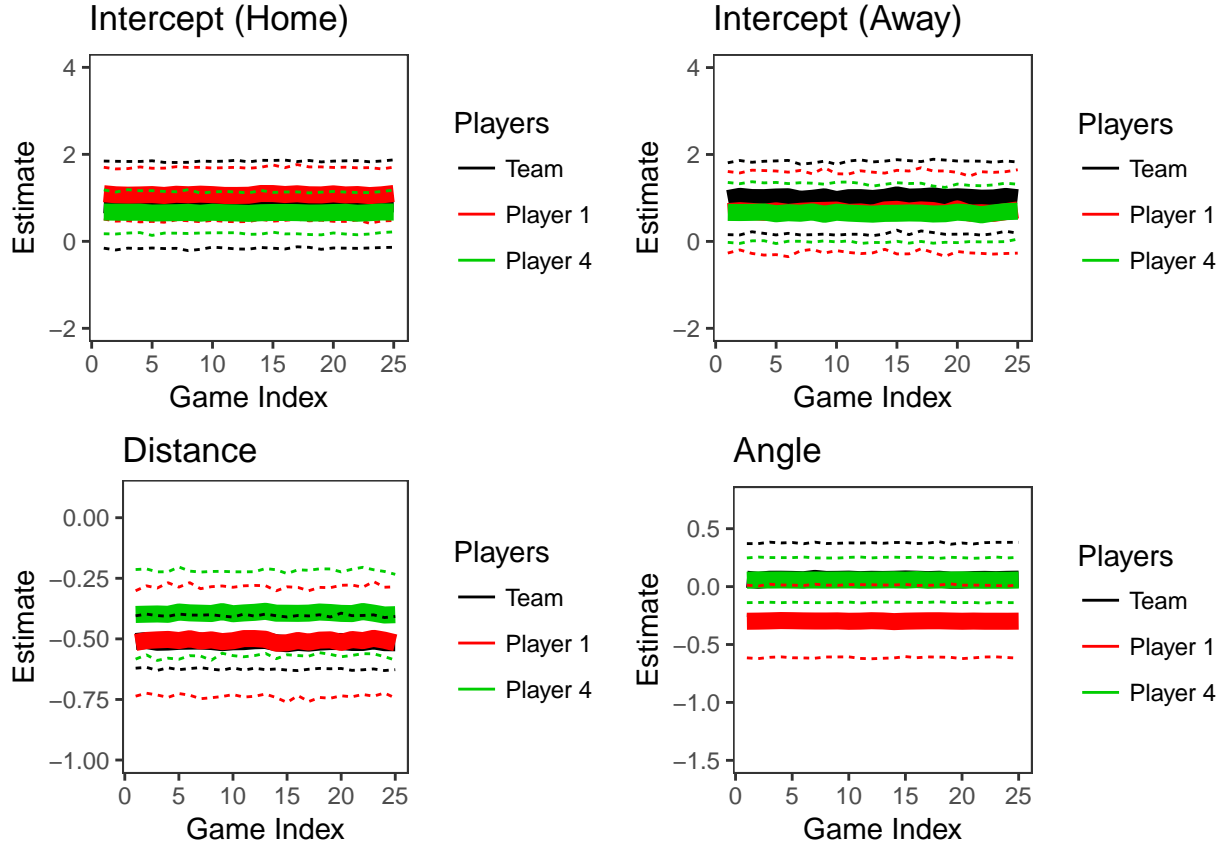 Intercept (Home)
4
2
0
−2
Estimate
0 5 10 15 20 25
Game Index
Players
Team
Player 1
Player 4
Intercept (Away)
4
2
0
−2
Estimate
0 5 10 15 20 25
Game Index
Players
Team
Player 1
Player 4
Distance
0.00
−0.25
−0.50
−0.75
−1.00
Estimate
0 5 10 15 20 25
Game Index
Players
Team
Player 1
Player 4
Angle
0.5
0.0
−0.5
−1.0
−1.5
Estimate
0 5 10 15 20 25
Game Index
Players
Team
Player 1
Player 4